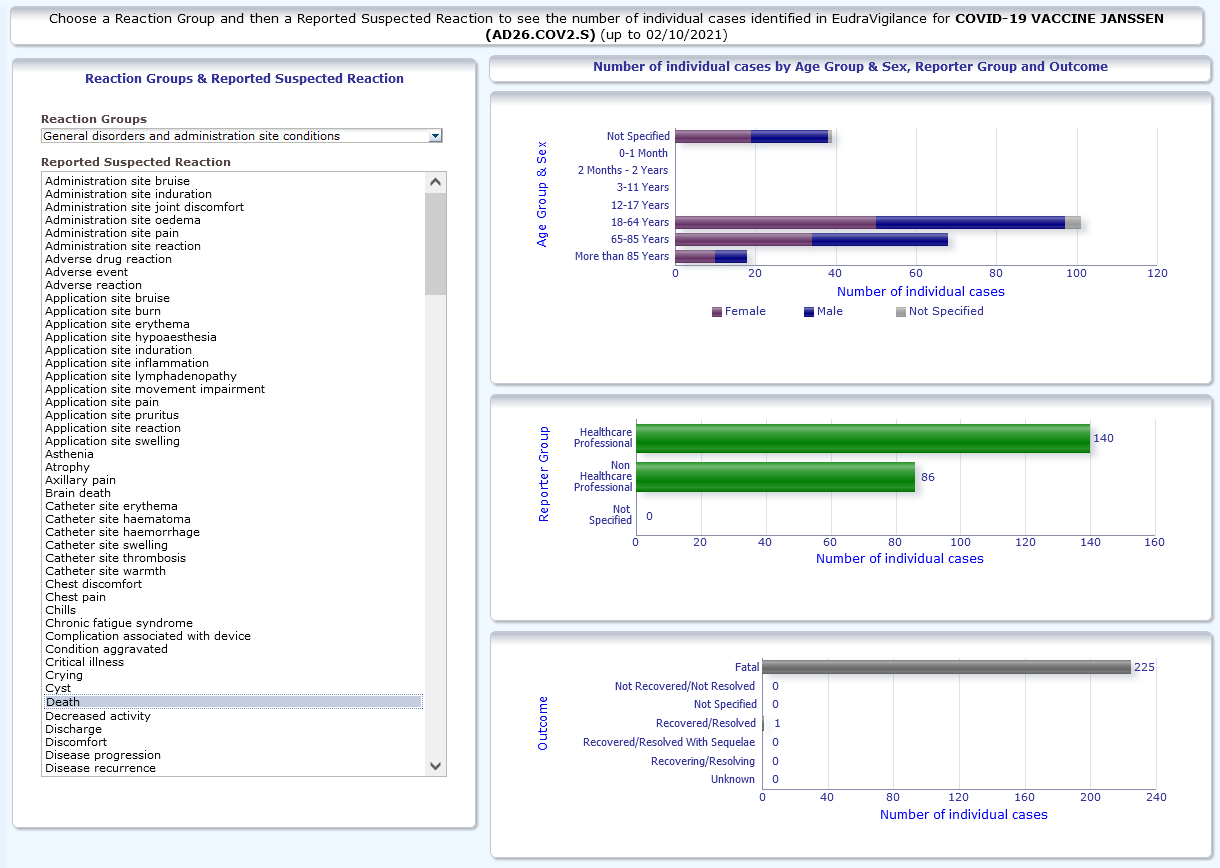 Choose a Reaction Group and then a Reported Suspected Reaction to see the number of individual cases identified in EudraVigilance for COVID-19 VACCINE JANSSEN
(AD26.COV2.S) (up to 02/10/2021)
Reaction Groups & Reported Suspected Reaction
Reaction Groups
General disorders and administration site conditions
Reported Suspected Reaction
Administration site bruise
Administration site induration
Administration site joint discomfort
Administration site oedema
Administration site pain
Administration site reaction
Adverse drug reaction
Adverse event
Adverse reaction
Application site bruise
Application site burn
Application site erythema
Application site hypoaesthesia
Application site induration
Application site inflammation
Application site lymphadenopathy
Application site movement impairment
Application site pain
Application site pruritus
Application site reaction
Application site swelling
Asthenia
Atrophy
Axillary pain
Brain death
Catheter site erythema
Catheter site haematoma
Catheter site haemorrhage
Catheter site swelling
Catheter site thrombosis
Catheter site warmth
Chest discomfort
Chest pain
Chills
Chronic fatigue syndrome
Complication associated with device
Condition aggravated
Critical illness
Crying
Cyst
Death
Decreased activity
Discharge
Discomfort
Disease progression
Disease recurrence
Number of individual cases by Age Group & Sex, Reporter Group and Outcome
Age Group & Sex
Not Specified
0-1 Month
2 Months - 2 Years
3-11 Years
12-17 Years
18-64 Years
65-85 Years
More than 85 Years
0 20 40 60 80 100 120
Number of individual cases
Female Male Not Specified
Reporter Group
Healthcare
Professional
140
Non
Healthcare
Professional
86
Not
Specified
0
0 20 40 60 80 100 120 140 160
Number of individual cases
Outcome
Fatal 225
Not Recovered/Not Resolved 0
Not Specified 0
Recovered/Resolved 1
Recovered/Resolved With Sequelae 0
Recovering/Resolving 0
Unknown 0
0 40 80 120 160 200 240
Number of individual cases